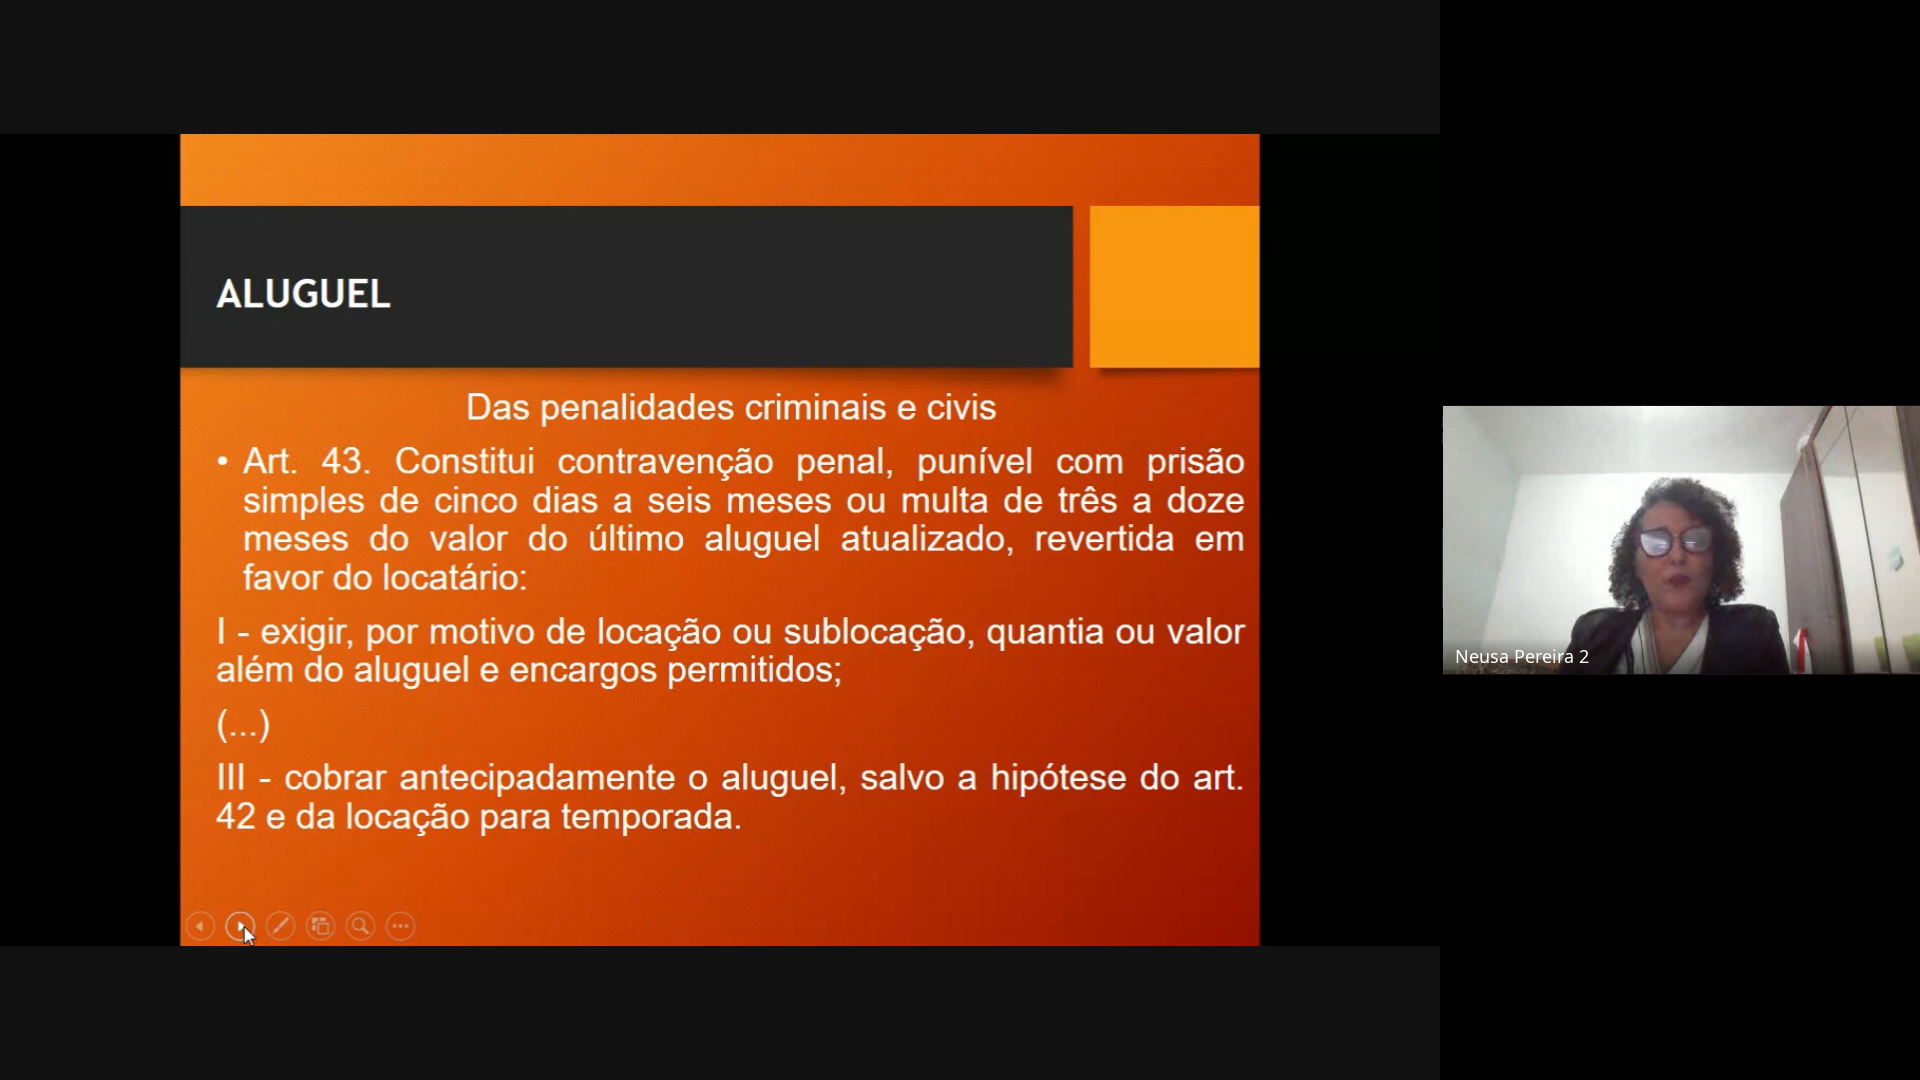 ALUGUEL
Das penalidades criminais e civis
• Art. 43. Constitui contravenção penal, punível com prisão
simples de cinco dias a seis meses ou multa de três a doze
meses do valor do último aluguel atualizado, revertida em
favor do locatário:
I - exigir, por motivo de locação ou sublocação, quantia ou valor
além do aluguel e encargos permitidos;
(...)
III - cobrar antecipadamente o aluguel, salvo a hipótese do art.
42 e da locação para temporada.
Neusa Pereira 2